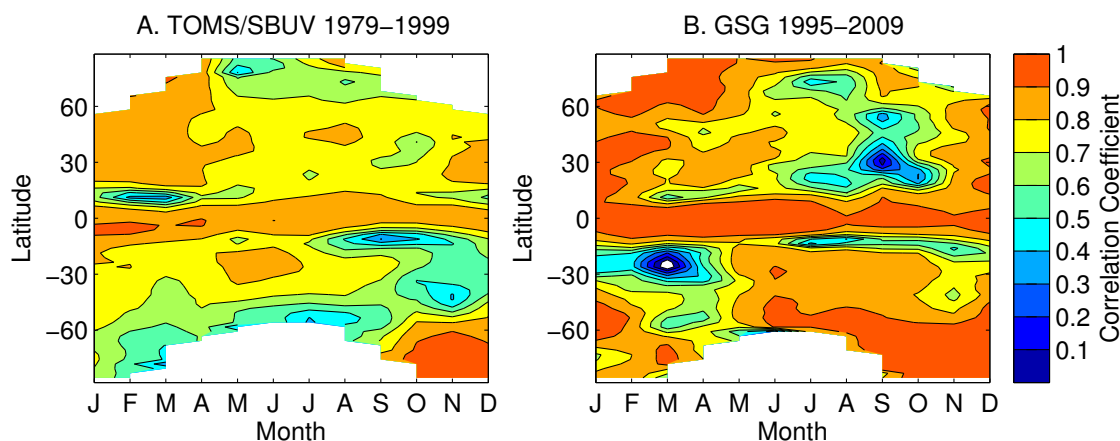 A. TOMS/SBUV 1979−1999
60
30
0
−30
−60
Latitude
J F M A M J J A S O N D
Month
B. GSG 1995−2009
60
30
0
−30
−60
Latitude
J F M A M J J A S O N D
Month
1
0.9
0.8
0.7
0.6
0.5
0.4
0.3
0.2
0.1
Correlation Coefficient